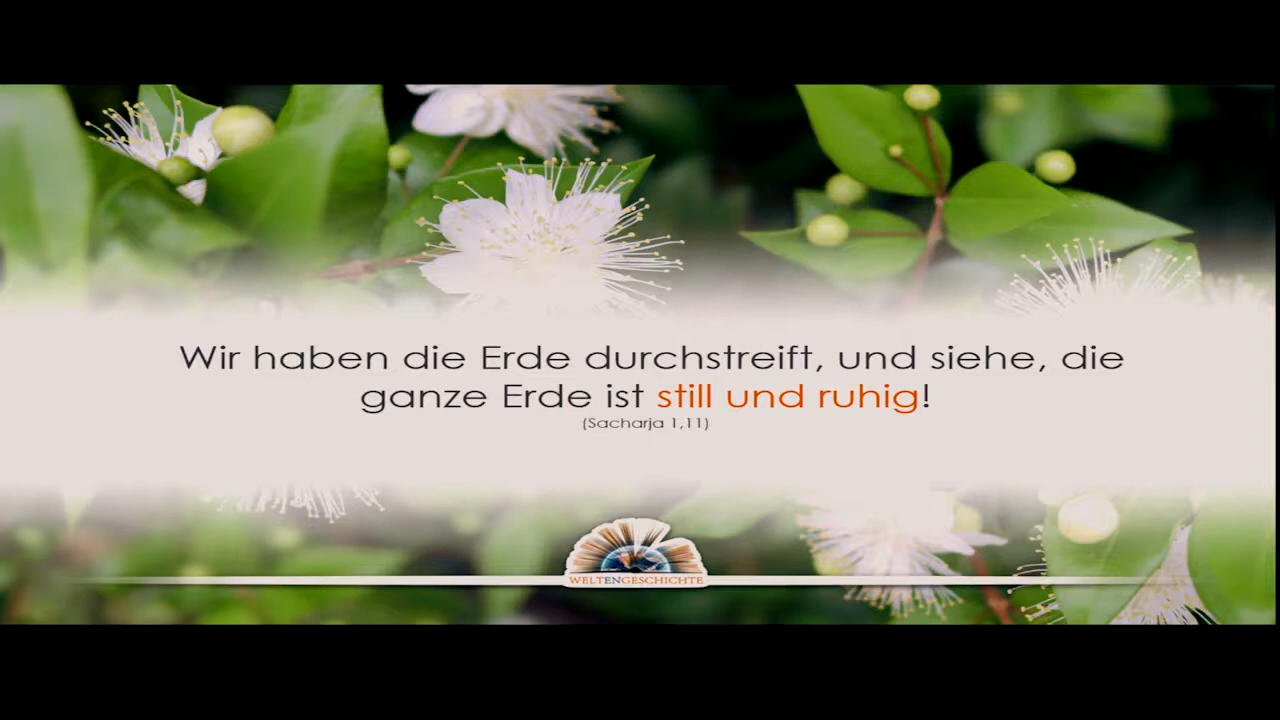 Wir haben die Erde durchstreift, und siehe, die
ganze Erde ist still und ruhig!
(Sacharja 1,11)
WELTENGESCHICHTE